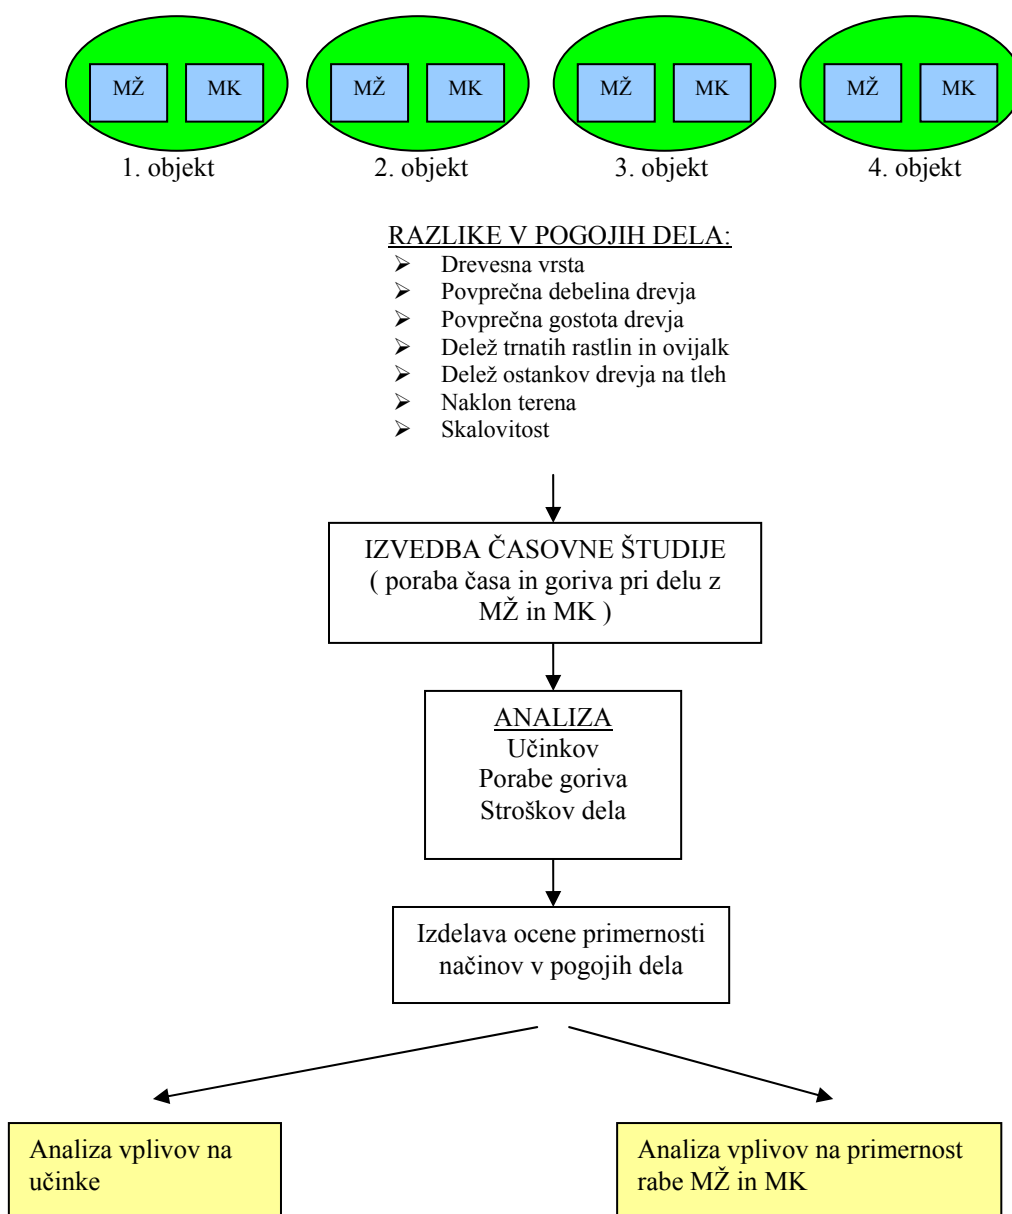 MŽ MK MŽ MK MŽ MK MŽ MK
1. objekt 2. objekt 3. objekt 4. objekt
RAZLIKE V POGOJIH DELA:
➢ Drevesna vrsta
➢ Povprečna debelina drevja
➢ Povprečna gostota drevja
➢ Delež trnatih rastlin in ovijalk
➢ Delež ostankov drevja na tleh
➢ Naklon terena
➢ Skalovitost
IZVEDBA ČASOVNE ŠTUDIJE
( poraba časa in goriva pri delu z
MŽ in MK )
ANALIZA
Učinkov
Porabe goriva
Stroškov dela
Izdelava ocene primernosti
načinov v pogojih dela
Analiza vplivov na
učinke
Analiza vplivov na primernost
rabe MŽ in MK